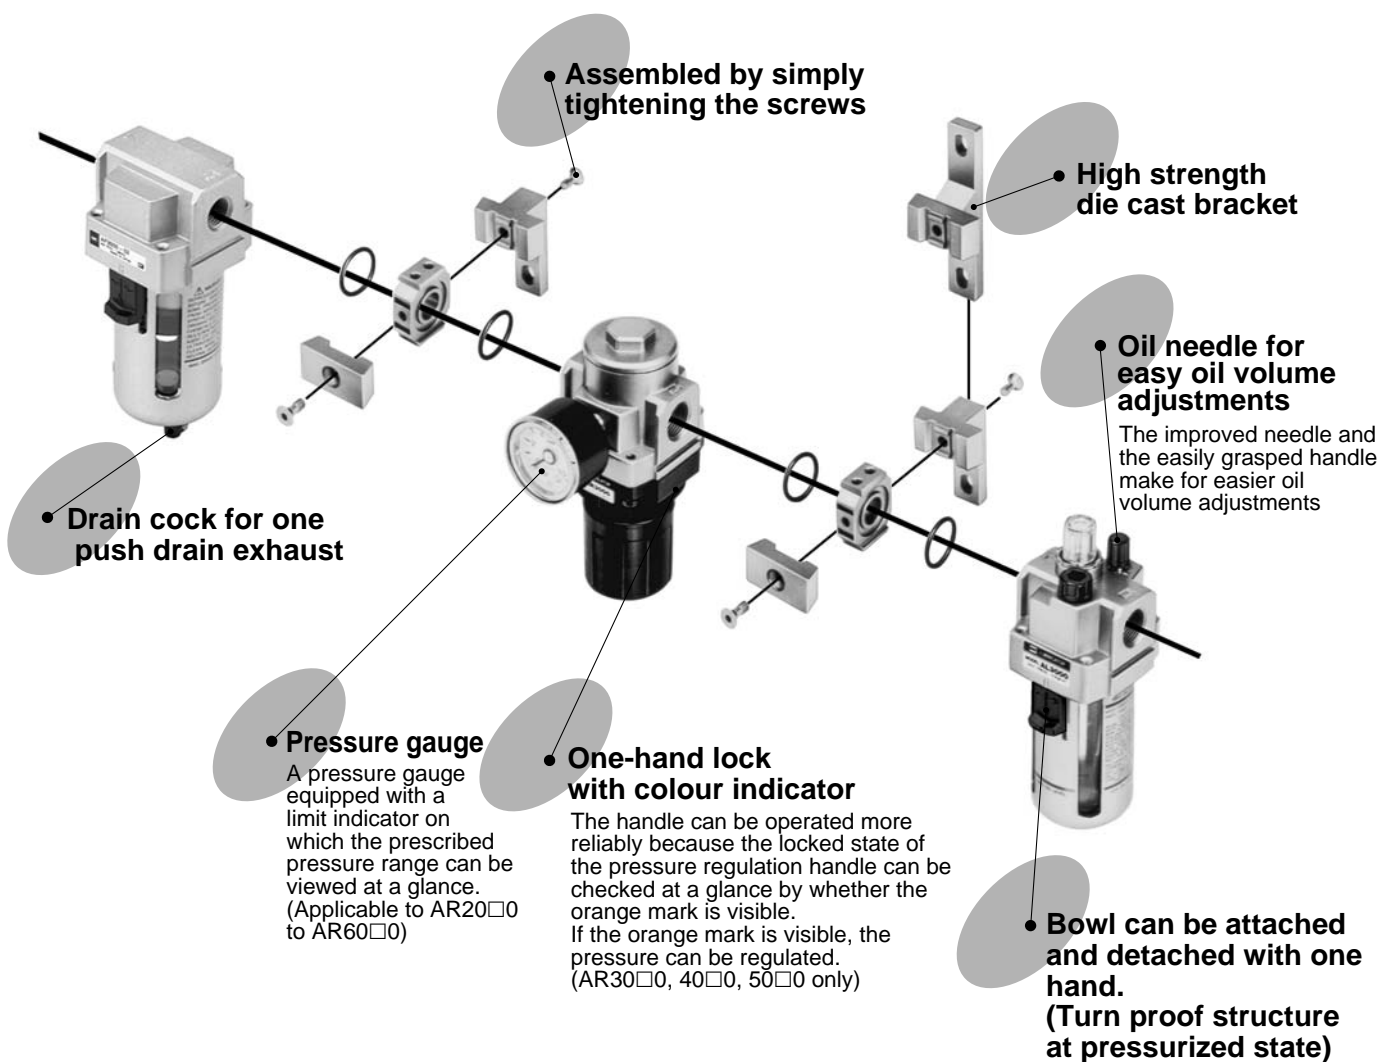 Assembled by simply
tightening the screws
High strength
die cast bracket
Oil needle for
easy oil volume
adjustments
The improved needle and
the easily grasped handle
make for easier oil
volume adjustments
Drain cock for one
push drain exhaust
Pressure gauge
A pressure gauge
equipped with a
limit indicator on
which the prescribed
pressure range can be
viewed at a glance.
(Applicable to AR20□0
to AR60□0)
One-hand lock
with colour indicator
The handle can be operated more
reliably because the locked state of
the pressure regulation handle can be
checked at a glance by whether the
orange mark is visible.
If the orange mark is visible, the
pressure can be regulated.
(AR30□0, 40□0, 50□0 only)
AL3000
Bowl can be attached
and detached with one
hand.
(Turn proof structure
at pressurized state)